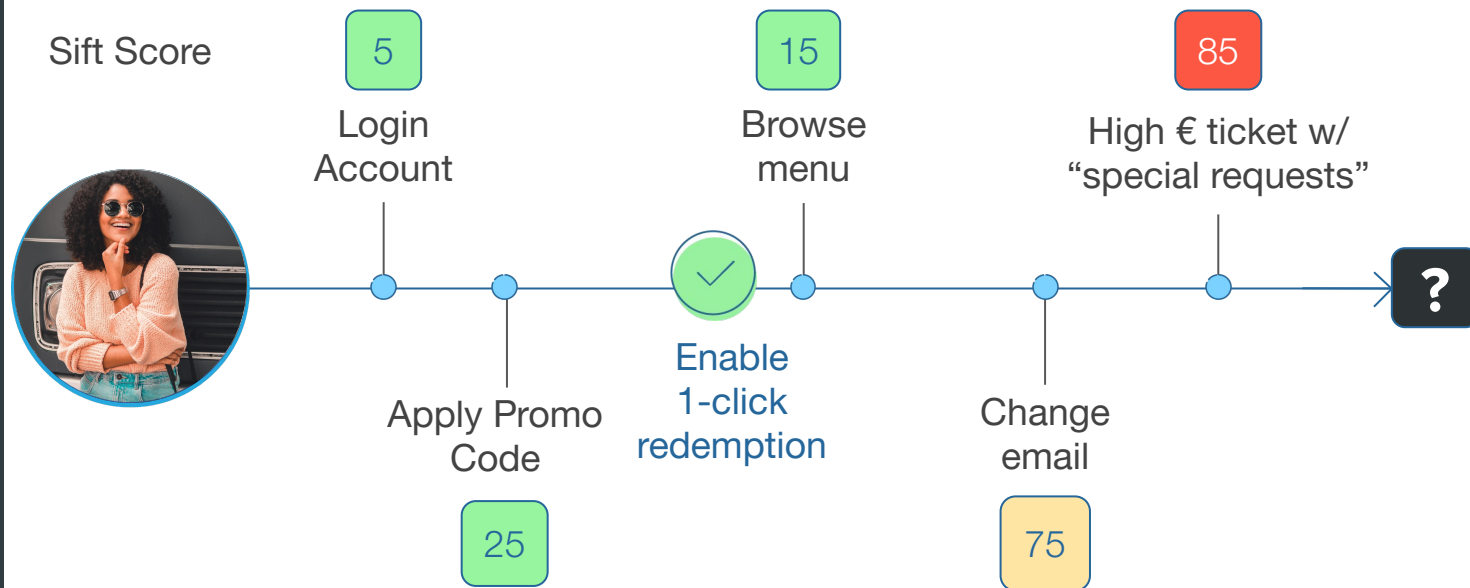 Sift Score
5
Login
Account
Apply Promo
Code
25
Enable
1-click
redemption
15
Browse
menu
Change
email
75
85
High € ticket w/
“special requests”
?